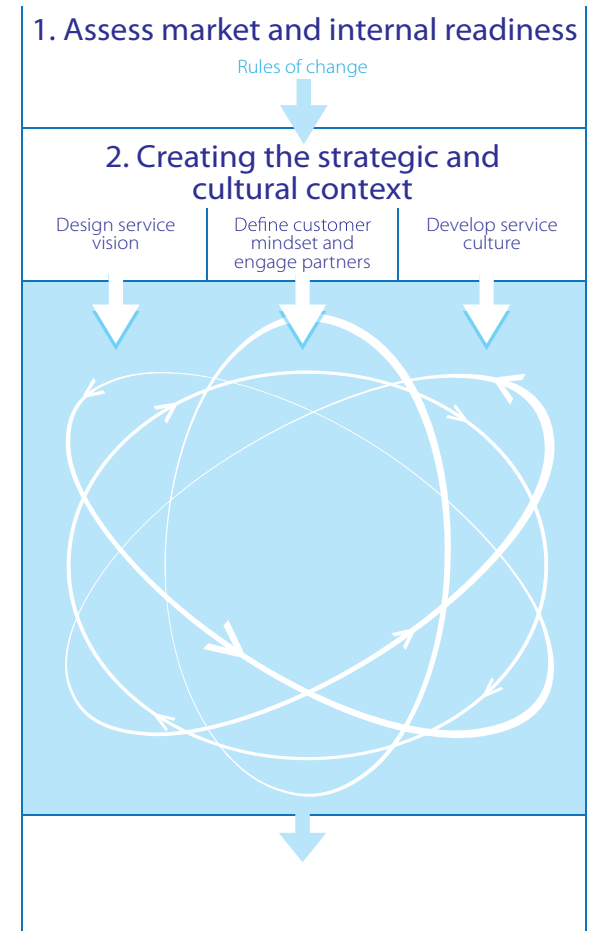 1. Assess market and internal readiness
Rules of change
2. Creating the strategic and
cultural context
Design service
vision
Define customer
mindset and
engage partners
Develop service
culture